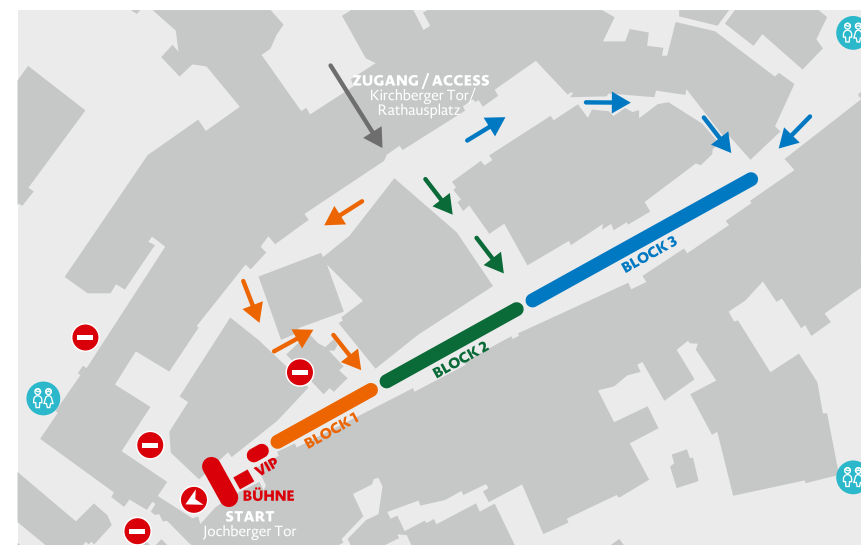 ZUGANG / ACCESS
Kirchberger Tor/
Rathausplatz
BLOCK 3
BLOCK 2
BLOCK 1
VIP
BÜHNE
START
Jochberger Tor